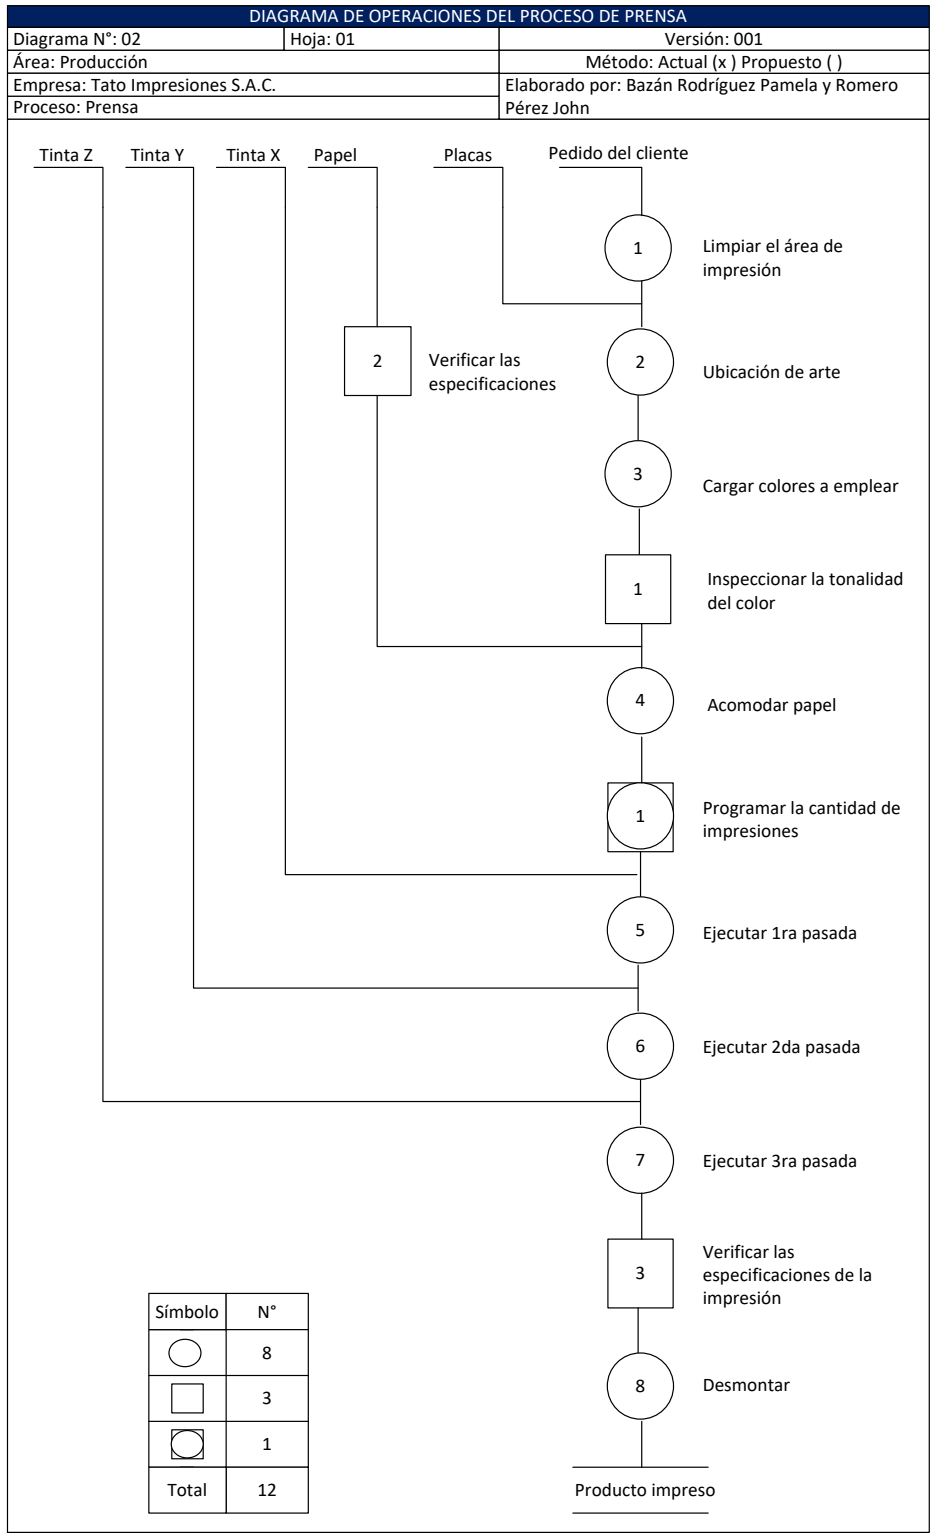 DIAGRAMA DE OPERACIONES DEL PROCESO DE PRENSA
Diagrama N°: 02
Hoja: 01
Versión: 001
Área: Producción
Método: Actual (x ) Propuesto ( )
Empresa: Tato Impresiones S.A.C.
Elaborado por: Bazán Rodríguez Pamela y Romero
Pérez John
Proceso: Prensa
Tinta Z
Tinta Y
Tinta X
Papel
Placas
Pedido del cliente
1
Limpiar el área de
impresión
2
Verificar las
especificaciones
2
Ubicación de arte
3
Cargar colores a emplear
1
Inspeccionar la tonalidad
del color
4
Acomodar papel
1
Programar la cantidad de
impresiones
5
Ejecutar 1ra pasada
6
Ejecutar 2da pasada
7
Ejecutar 3ra pasada
3
Verificar las
especificaciones de la
impresión
8
Desmontar
Producto impreso
Símbolo
N°
8
3
1
Total
12